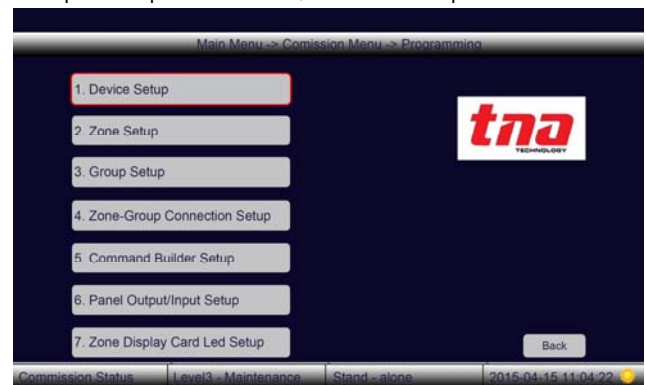 Main Menu -> Comission Menu -> Programming
1. Device Setup
2. Zone Setup
3. Group Setup
4. Zone-Group Connection Setup
5. Command Builder Setup
6. Panel Output/Input Setup
7. Zone Display Card Led Setup
tna
TECHNOLOGY
Back
Commission Status Level3 - Maintenance Stand - alone 2015-04-15 11:04:22